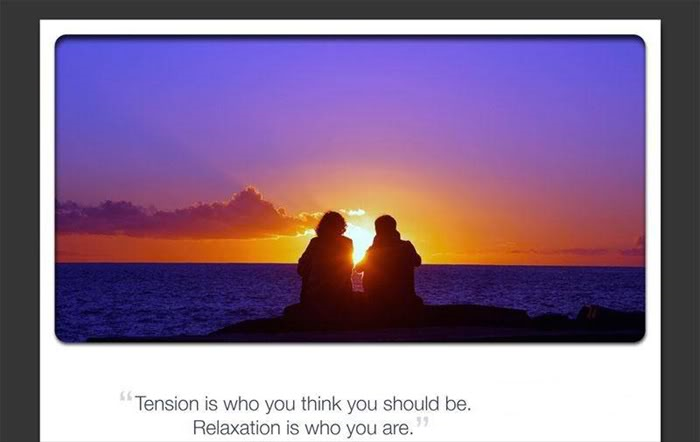 “Tension is who you think you should be.
Relaxation is who you are.”